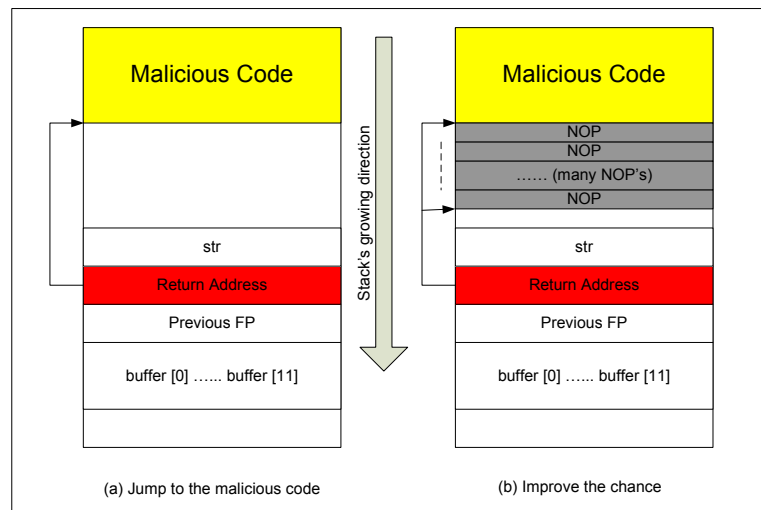 Malicious Code
str
Return Address
Previous FP
buffer [0] …... buffer [11]
(a) Jump to the malicious code
Stack's growing direction
Malicious Code
NOP
NOP
…... (many NOP's)
NOP
str
Return Address
Previous FP
buffer [0] …... buffer [11]
(b) Improve the chance